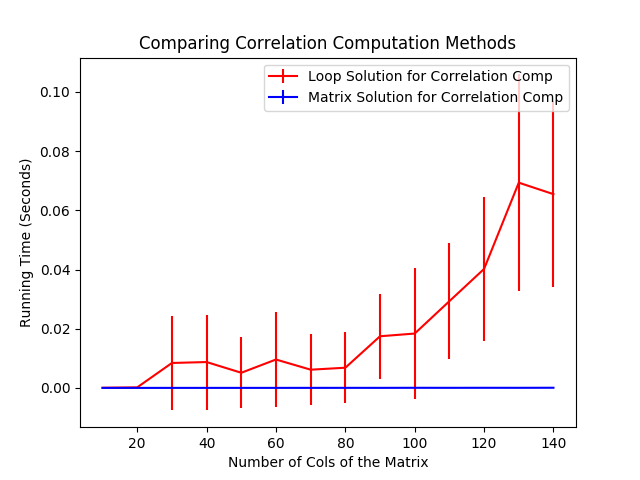 Comparing Correlation Computation Methods
Loop Solution for Correlation Comp
Matrix Solution for Correlation Comp
Running Time (Seconds)
0.10
0.08
0.06
0.04
0.02
0.00
20 40 60 80 100 120 140
Number of Cols of the Matrix